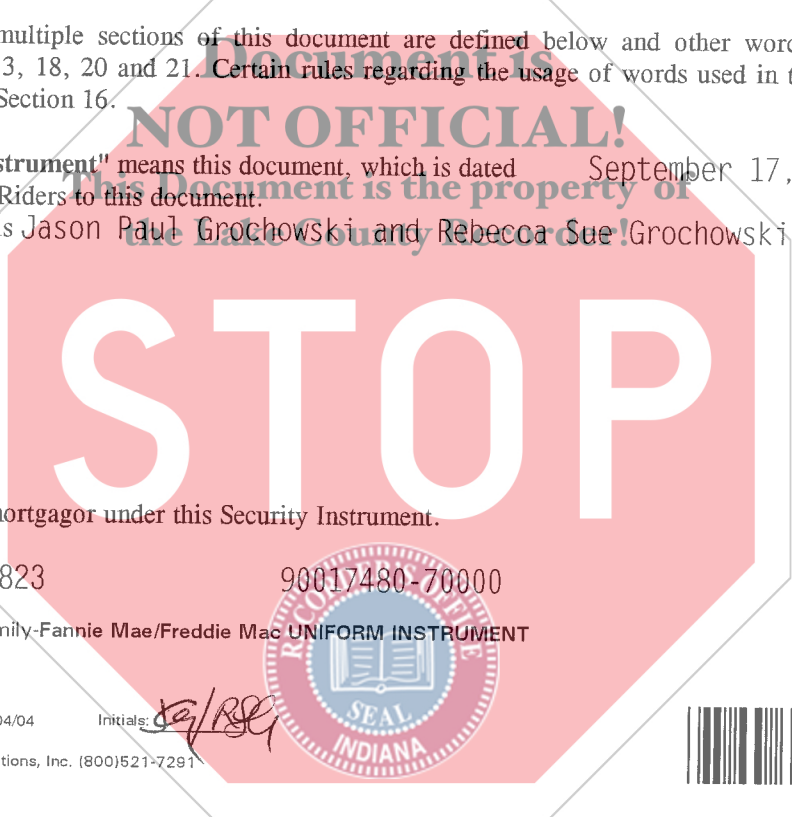 multiple sections of this document are defined below and other word
3, 18, 20 and 21. Certain rules regarding the usage of words used in t
Section 16.
Document is
NOT OFFICIAL!
This Document is the property of
the Lake County Recorder!
strument" means this document, which is dated September 17,
Riders to this document.
s Jason Paul Grochowski and Rebecca Sue Grochowski
STOP
ortgagor under this Security Instrument.
823 90017480-70000
mily-Fannie Mae/Freddie Mac UNIFORM INSTRUMENT
RECORDER'S OFFICE
SEAL
INDIANA
04/04 Initials:
tions, Inc. (800)521-7291